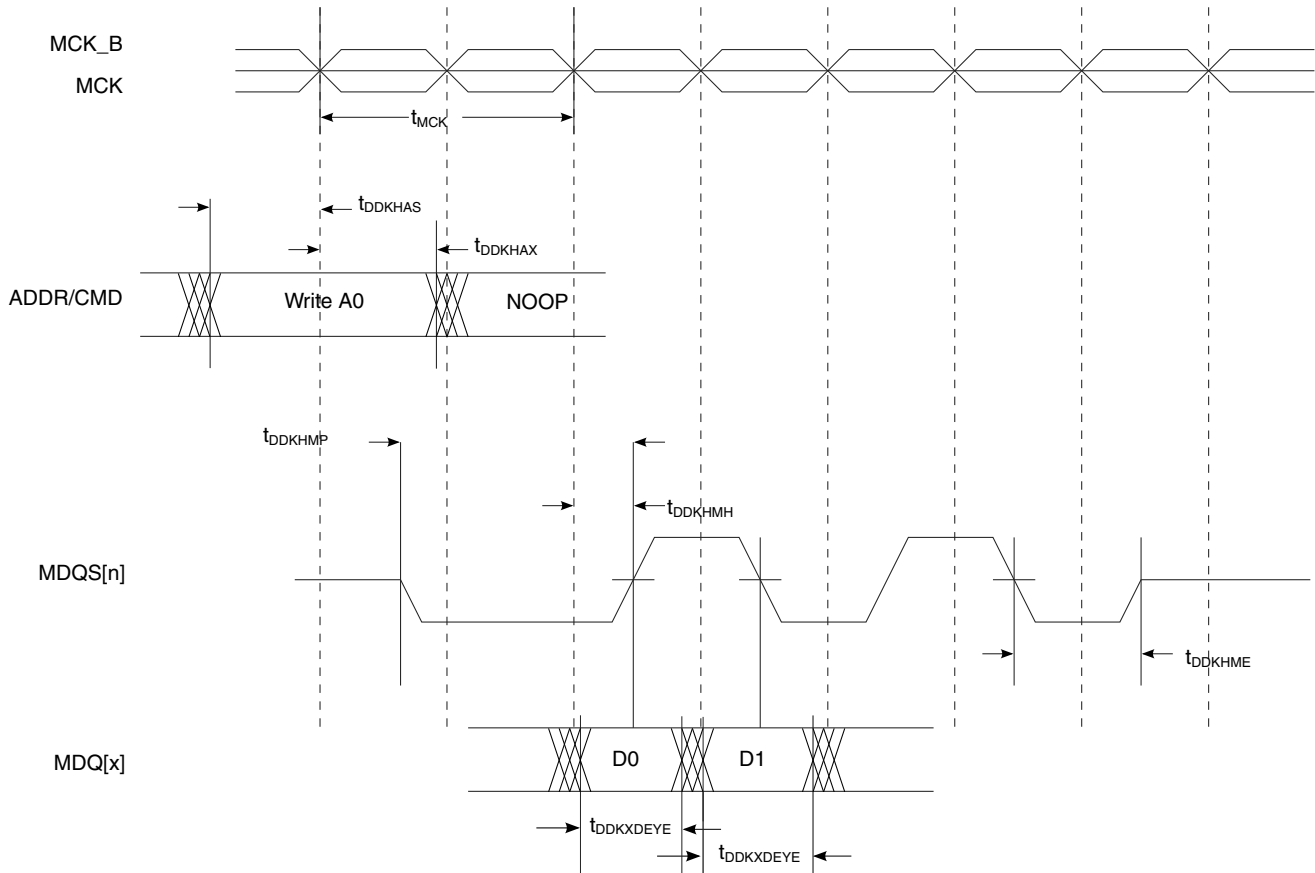 MCK_B
MCK
tMCK
tDDKHAS
tDDKHAX
ADDR/CMD
Write A0
NOOP
tDDKHMP
tDDKHMH
MDQS[n]
tDDKHME
MDQ[x]
D0
D1
tDDKXDEYE
tDDKXDEYE